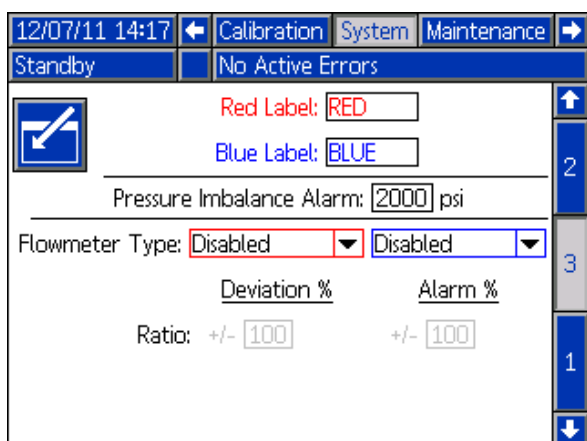 12/07/11 14:17 Calibration System Maintenance
Standby No Active Errors
Red Label: RED
Blue Label: BLUE
2
Pressure Imbalance Alarm: 2000 psi
Flowmeter Type: Disabled Disabled
3
Deviation % Alarm %
Ratio: +/- 100 +/- 100
1